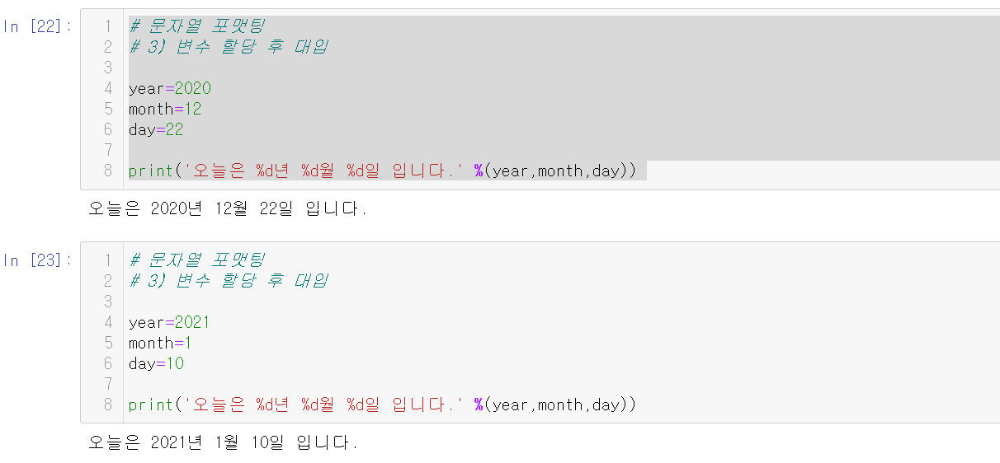 In [22]:
1 # 문자열 포맷팅
2 # 3) 변수 할당 후 대입
3
4 year=2020
5 month=12
6 day=22
7
8 print('오늘은 %d년 %d월 %d일 입니다.' %(year,month,day))
오늘은 2020년 12월 22일 입니다.
In [23]:
1 # 문자열 포맷팅
2 # 3) 변수 할당 후 대입
3
4 year=2021
5 month=1
6 day=10
7
8 print('오늘은 %d년 %d월 %d일 입니다.' %(year,month,day))
오늘은 2021년 1월 10일 입니다.